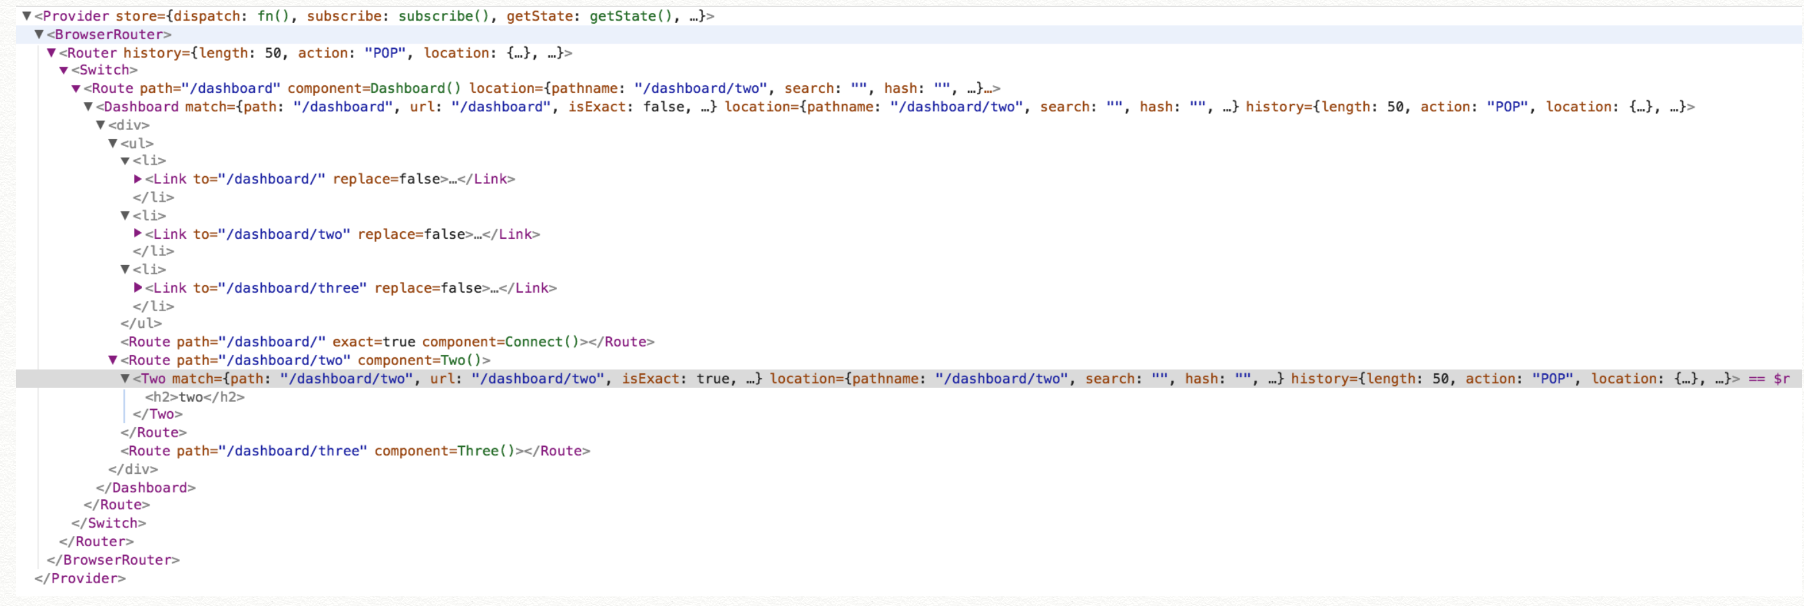 ▼<Provider store={dispatch: fn(), subscribe: subscribe(), getState: getState(), …}>
▼<BrowserRouter>
▼<Router history={length: 50, action: "POP", location: {…}, …}>
▼<Switch>
▼<Route path="/dashboard" component=Dashboard() location={pathname: "/dashboard/two", search: "", hash: "", …}…>
▼<Dashboard match={path: "/dashboard", url: "/dashboard", isExact: false, …} location={pathname: "/dashboard/two", search: "", hash: "", …} history={length: 50, action: "POP", location: {…}, …}>
▼<div>
▼<ul>
▼<li>
▶<Link to="/dashboard/" replace=false>…</Link>
</li>
▼<li>
▶<Link to="/dashboard/two" replace=false>…</Link>
</li>
▼<li>
▶<Link to="/dashboard/three" replace=false>…</Link>
</li>
</ul>
<Route path="/dashboard/" exact=true component=Connect()></Route>
▼<Route path="/dashboard/two" component=Two()>
▼<Two match={path: "/dashboard/two", url: "/dashboard/two", isExact: true, …} location={pathname: "/dashboard/two", search: "", hash: "", …} history={length: 50, action: "POP", location: {…}, …}> == $r
<h2>two</h2>
</Two>
</Route>
<Route path="/dashboard/three" component=Three()></Route>
</div>
</Dashboard>
</Route>
</Switch>
</Router>
</BrowserRouter>
</Provider>